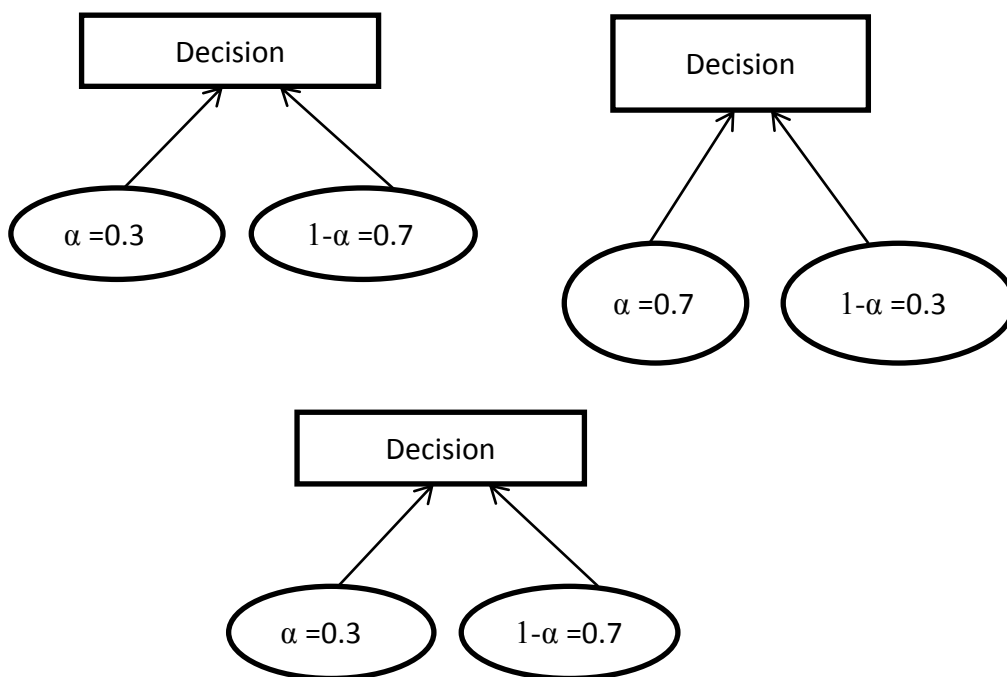 Decision
α =0.3
1-α =0.7
Decision
α =0.7
1-α =0.3
Decision
α =0.3
1-α =0.7